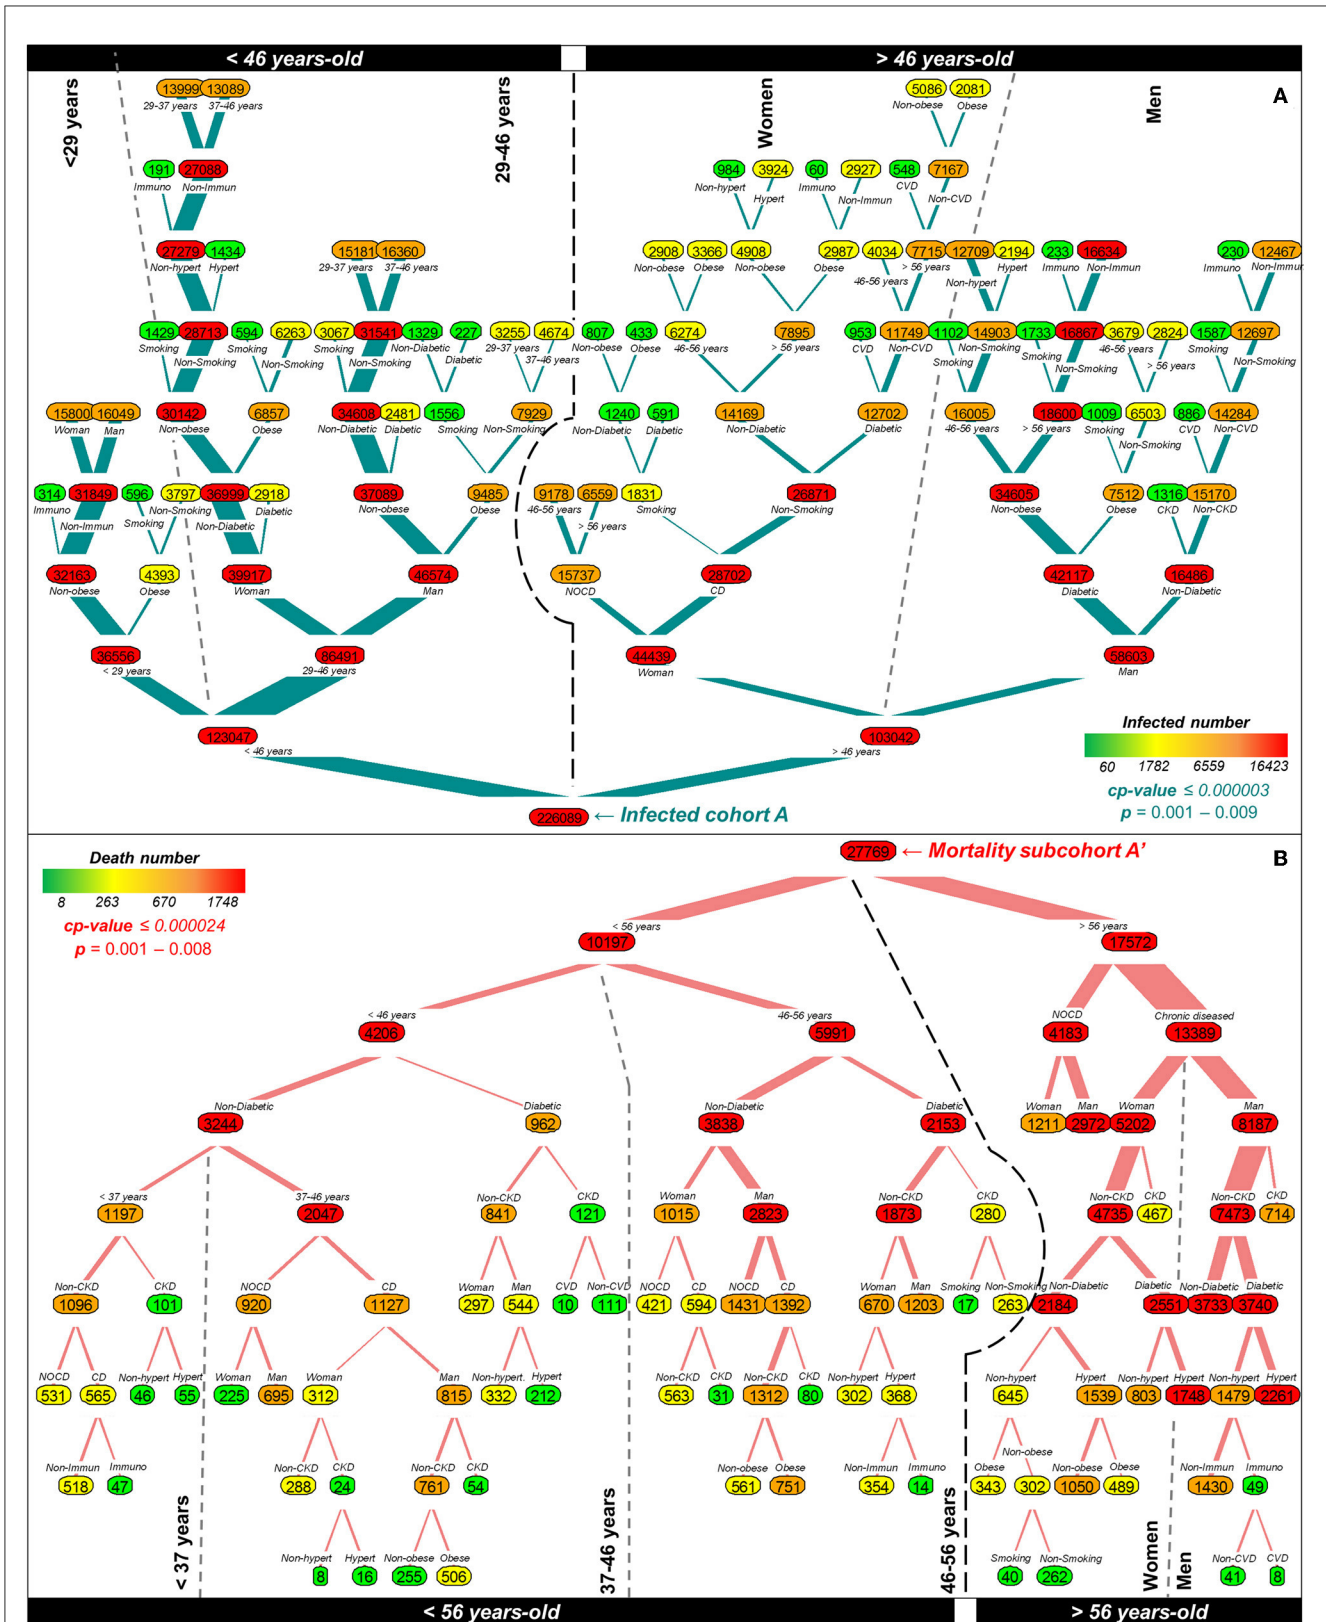 < 46 years-old > 46 years-old
A
<29 years
29-46 years
Women
Men
13999 13089 5086 2081
29-37 years 37-46 years Non-obese Obese
191 27088 984 3924 60 2927 548 7167
Immuno Non-Immun Non-hypert Hypert Immuno Non-Immun CVD Non-CVD
27279 1434 15181 16360 2908 3366 4908 2987 4034 7715 12709 2194 233 16634 230 12467
Non-hypert Hypert 29-37 years 37-46 years Non-obese Obese Non-obese Obese 46-56 years > 56 years Non-hypert Hypert Immuno Non-Immun Immuno Non-Immun
1429 28713 594 6263 3067 31541 1329 227 3255 4674 807 433 6274 7895 953 11749 1102 14903 1733 16867 3679 2824 1587 12697
Smoking Non-Smoking Smoking Non-Smoking Smoking Non-Smoking Non-Diabetic Diabetic 29-37 years 37-46 years Non-obese Obese 46-56 years > 56 years CVD Non-CVD Smoking Non-Smoking Smoking Non-Smoking 46-56 years > 56 years Smoking Non-Smoking
15800 16049 30142 6857 34608 2481 1556 7929 1240 591 14169 12702 16005 18600 1009 6503 886 14284
Woman Man Non-obese Obese Non-Diabetic Diabetic Smoking Non-Smoking Non-Diabetic Diabetic Non-Diabetic Diabetic 46-56 years > 56 years Smoking Non-Smoking CVD Non-CVD
314 31849 596 3797 36999 2918 37089 9485 9178 6559 1831 26871 34605 7512 1316 15170
Immuno Non-Immun Smoking Non-Smoking Non-Diabetic Diabetic Non-obese Obese 46-56 years > 56 years Smoking Non-Smoking Non-obese Obese CKD Non-CKD
32163 4393 39917 46574 15737 28702 42117 16486
Non-obese Obese Woman Man NOCD CD Diabetic Non-Diabetic
36556 86491 44439 58603
< 29 years 29-46 years Woman Man
123047 103042
< 46 years > 46 years
226089 ← Infected cohort A
Infected number
60 1782 6559 16423
cp-value ≤ 0.000003
p = 0.001 – 0.009
B
27769 ← Mortality subcohort A’
Death number
8 263 670 1748
cp-value ≤ 0.000024
p = 0.001 – 0.008
< 56 years > 56 years
10197 17572
< 46 years 46-56 years NOCD Chronic diseased
4206 5991 4183 13389
Non-Diabetic Diabetic Non-Diabetic Diabetic Woman Man Woman Man
3244 962 3838 2153 1211 2972 5202 8187
< 37 years 37-46 years Non-CKD CKD Woman Man Non-CKD CKD Non-CKD CKD Non-CKD CKD
1197 2047 841 121 1015 2823 1873 280 4735 467 7473 714
Non-CKD CKD NOCD CD Woman Man CVD Non-CVD NOCD CD NOCD CD Woman Man Smoking Non-Smoking Non-Diabetic Diabetic Non-Diabetic Diabetic
1096 101 920 1127 297 544 10 111 421 594 1431 1392 670 1203 17 263 2184 2551 3733 3740
NOCD CD Non-hypert Hypert Woman Man Woman Man Non-hypert. Hypert Non-CKD CKD Non-CKD CKD Non-hypert Hypert Non-hypert Hypert Non-hypert Hypert Non-hypert Hypert
531 565 46 55 225 695 312 815 332 212 563 31 1312 80 302 368 645 1539 803 1748 1479 2261
Non-Immun Immuno Non-CKD CKD Non-CKD CKD Non-obese Obese Non-Immun Immuno Obese Non-obese Non-obese Obese Non-Immun Immuno
518 47 288 24 761 54 561 751 354 14 343 302 1050 489 1430 49
Non-hypert Hypert Non-obese Obese Smoking Non-Smoking Non-CVD CVD
8 16 255 506 40 262 41 8
< 37 years
37-46 years
46-56 years
Women
Men
< 56 years-old > 56 years-old